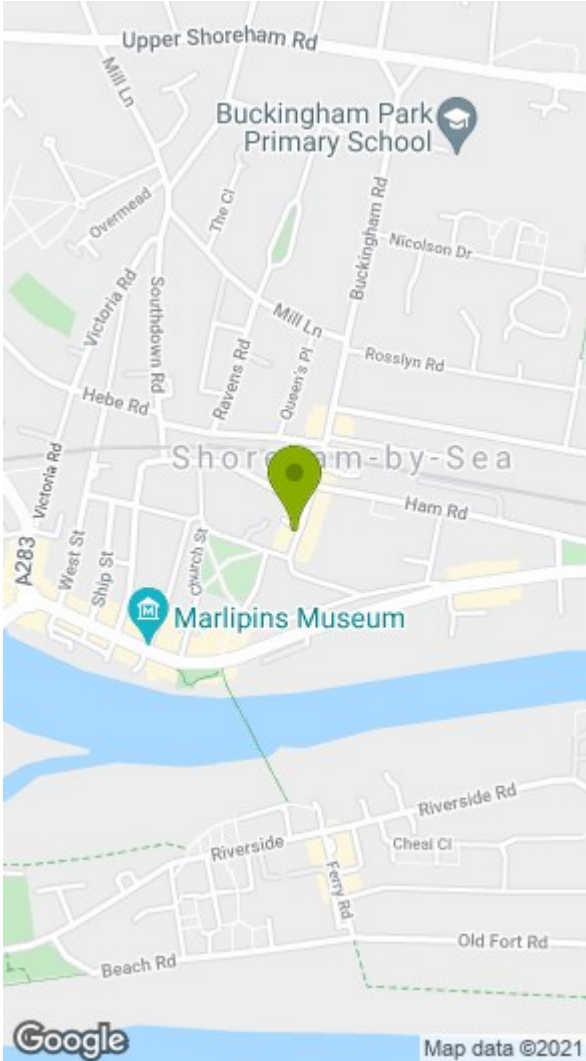 Upper Shoreham Rd
Mill Ln
Buckingham Park
Primary School
Overmead
The Cl
Buckingham Rd
Nicolson Dr
Victoria Rd
Southdown Rd
Mill Ln
Ravens Rd
Queen's Pl
Rosslyn Rd
Hebe Rd
Shoreham-by-Sea
Victoria Rd
Ham Rd
A283
West St
Ship St
Church St
M
Marlipins Museum
Riverside Rd
Riverside
Cheal Cl
Ferry Rd
Old Fort Rd
Beach Rd
Google
Map data ©2021